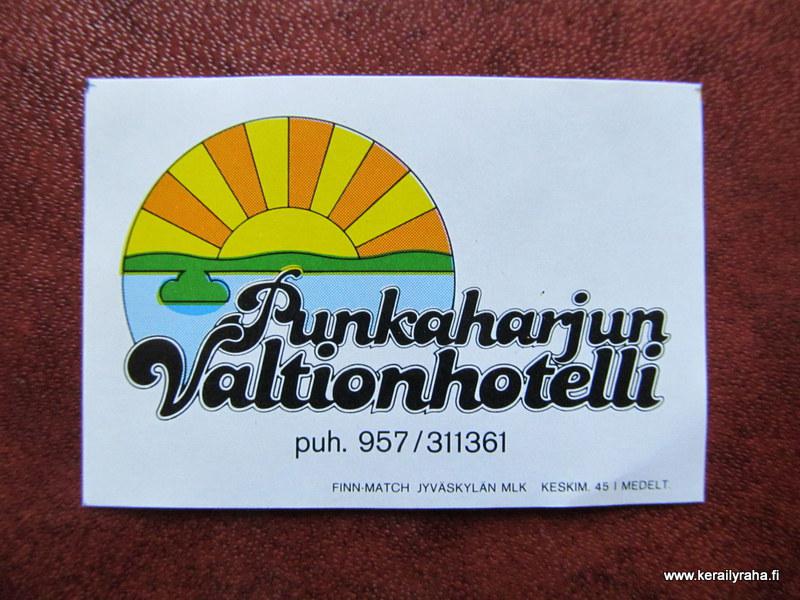 Punkaharjun
Valtionhotelli
puh. 957/311361
FINN-MATCH JYVÄSKYLÄN MLK KESKIM. 45 I MEDELT.
www.kerailyraha.fi